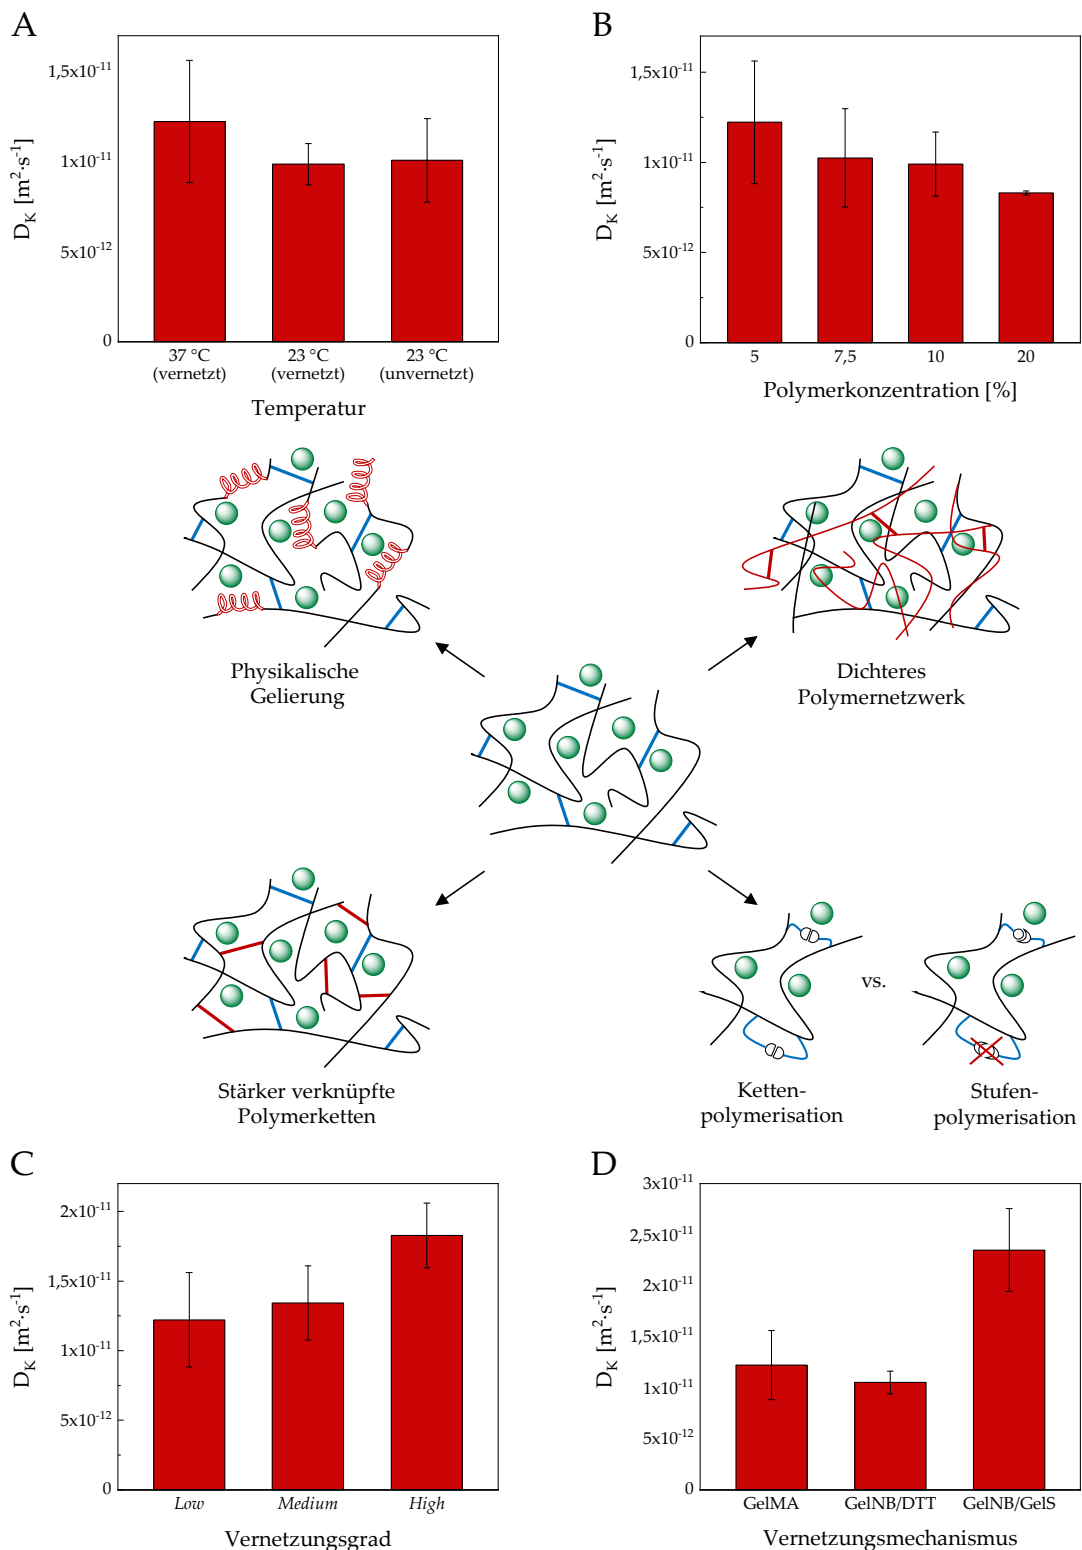 A
D_K [m²·s⁻¹]
1,5x10⁻¹¹
1x10⁻¹¹
5x10⁻¹²
0
37 °C
(vernetzt)
23 °C
(vernetzt)
23 °C
(unvernetzt)
Temperatur
B
D_K [m²·s⁻¹]
1,5x10⁻¹¹
1x10⁻¹¹
5x10⁻¹²
0
5 7,5 10 20
Polymerkonzentration [%]
Physikalische
Gelierung
Dichteres
Polymernetzwerk
Stärker verknüpfte
Polymerketten
Ketten-
polymerisation
vs.
Stufen-
polymerisation
C
D_K [m²·s⁻¹]
2x10⁻¹¹
1,5x10⁻¹¹
1x10⁻¹¹
5x10⁻¹²
0
Low Medium High
Vernetzungsgrad
D
D_K [m²·s⁻¹]
3x10⁻¹¹
2,5x10⁻¹¹
2x10⁻¹¹
1,5x10⁻¹¹
1x10⁻¹¹
5x10⁻¹²
0
GelMA GelNB/DTT GelNB/GelS
Vernetzungsmechanismus